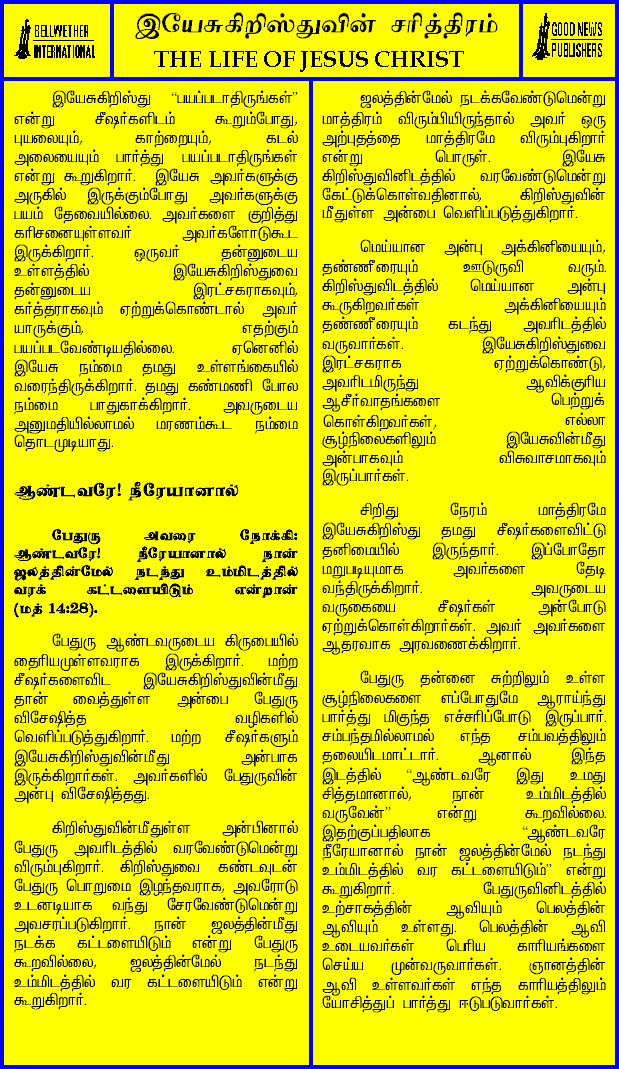 BELLWETHER
INTERNATIONAL
இயேசுகிறிஸ்துவின் சரித்திரம்
THE LIFE OF JESUS CHRIST
GOOD NEWS
PUBLISHERS
இயேசுகிறிஸ்து “பயப்படாதிருங்கள்”
என்று சீஷர்களிடம் கூறும்போது,
புயலையும், காற்றையும், கடல்
அலையையும் பார்த்து பயப்படாதிருங்கள்
என்று கூறுகிறார். இயேசு அவர்களுக்கு
அருகில் இருக்கும்போது அவர்களுக்கு
பயம் தேவையில்லை. அவர்களை குறித்து
கரிசனையுள்ளவர் அவர்களோடுகூட
இருக்கிறார். ஒருவர் தன்னுடைய
உள்ளத்தில் இயேசுகிறிஸ்துவை
தன்னுடைய இரட்சகராகவும்,
கர்த்தராகவும் ஏற்றுக்கொண்டால் அவர்
யாருக்கும், எதற்கும்
பயப்படவேண்டியதில்லை. ஏனெனில்
இயேசு நம்மை தமது உள்ளங்கையில்
வரைந்திருக்கிறார். தமது கண்மணி போல
நம்மை பாதுகாக்கிறார். அவருடைய
அனுமதியில்லாமல் மரணம்கூட நம்மை
தொடமுடியாது.
ஆண்டவரே! நீரேயானால்
பேதுரு அவரை நோக்கி:
ஆண்டவரே! நீரேயானால் நான்
ஜலத்தின்மேல் நடந்து உம்மிடத்தில்
வரக் கட்டளையிடும் என்றான்
(மத் 14:28).
பேதுரு ஆண்டவருடைய கிருபையில்
தைரியமுள்ளவராக இருக்கிறார். மற்ற
சீஷர்களைவிட இயேசுகிறிஸ்துவின்மீது
தான் வைத்துள்ள அன்பை பேதுரு
விசேஷித்த வழிகளில்
வெளிப்படுத்துகிறார். மற்ற சீஷர்களும்
இயேசுகிறிஸ்துவின்மீது அன்பாக
இருக்கிறார்கள். அவர்களில் பேதுருவின்
அன்பு விசேஷித்தது.
கிறிஸ்துவின்மீதுள்ள அன்பினால்
பேதுரு அவரிடத்தில் வரவேண்டுமென்று
விரும்புகிறார். கிறிஸ்துவை கண்டவுடன்
பேதுரு பொறுமை இழந்தவராக, அவரோடு
உடனடியாக வந்து சேரவேண்டுமென்று
அவசரப்படுகிறார். நான் ஜலத்தின்மீது
நடக்க கட்டளையிடும் என்று பேதுரு
கூறவில்லை, ஜலத்தின்மேல் நடந்து
உம்மிடத்தில் வர கட்டளையிடும் என்று
கூறுகிறார்.
ஜலத்தின்மேல் நடக்கவேண்டுமென்று
மாத்திரம் விரும்பியிருந்தால் அவர் ஒரு
அற்புதத்தை மாத்திரமே விரும்புகிறார்
என்று பொருள். இயேசு
கிறிஸ்துவினிடத்தில் வரவேண்டுமென்று
கேட்டுக்கொள்வதினால், கிறிஸ்துவின்
மீதுள்ள அன்பை வெளிப்படுத்துகிறார்.
மெய்யான அன்பு அக்கினியையும்,
தண்ணீரையும் ஊடுருவி வரும்.
கிறிஸ்துவிடத்தில் மெய்யான அன்பு
கூருகிறவர்கள் அக்கினியையும்
தண்ணீரையும் கடந்து அவரிடத்தில்
வருவார்கள். இயேசுகிறிஸ்துவை
இரட்சகராக ஏற்றுக்கொண்டு,
அவரிடமிருந்து ஆவிக்குரிய
ஆசீர்வாதங்களை பெற்றுக்
கொள்கிறவர்கள், எல்லா
சூழ்நிலைகளிலும் இயேசுவின்மீது
அன்பாகவும் விசுவாசமாகவும்
இருப்பார்கள்.
சிறிது நேரம் மாத்திரமே
இயேசுகிறிஸ்து தமது சீஷர்களைவிட்டு
தனிமையில் இருந்தார். இப்போதோ
மறுபடியுமாக அவர்களை தேடி
வந்திருக்கிறார். அவருடைய
வருகையை சீஷர்கள் அன்போடு
ஏற்றுக்கொள்கிறார்கள். அவர் அவர்களை
ஆதரவாக அரவணைக்கிறார்.
பேதுரு தன்னை சுற்றிலும் உள்ள
சூழ்நிலைகளை எப்போதுமே ஆராய்ந்து
பார்த்து மிகுந்த எச்சரிப்போடு இருப்பார்.
சம்பந்தமில்லாமல் எந்த சம்பவத்திலும்
தலையிடமாட்டார். ஆனால் இந்த
இடத்தில் “ஆண்டவரே இது உமது
சித்தமானால், நான் உம்மிடத்தில்
வருவேன்” என்று கூறவில்லை.
இதற்குப்பதிலாக “ஆண்டவரே
நீரேயானால் நான் ஜலத்தின்மேல் நடந்து
உம்மிடத்தில் வர கட்டளையிடும்” என்று
கூறுகிறார். பேதுருவினிடத்தில்
உற்சாகத்தின் ஆவியும் பெலத்தின்
ஆவியும் உள்ளது. பெலத்தின் ஆவி
உடையவர்கள் பெரிய காரியங்களை
செய்ய முன்வருவார்கள். ஞானத்தின்
ஆவி உள்ளவர்கள் எந்த காரியத்திலும்
யோசித்துப் பார்த்து ஈடுபடுவார்கள்.